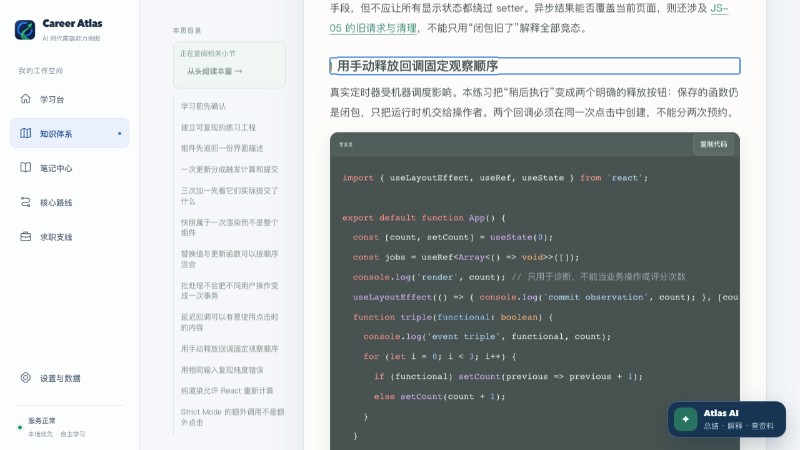 Career Atlas
AI 时代前端能力地图
我的工作空间
学习台
知识体系
笔记中心
核心路线
求职支线
设置与数据
服务正常
本地优先 · 自主学习
本页目录
正在查阅相关小节
从头阅读本篇 →
学习前先确认
建立可复现的练习工程
组件先返回一份界面描述
一次更新分成触发计算和提交
三次加一先看它们实际提交了什么
快照属于一次渲染而不是整个组件
替换值与更新函数可以按顺序混合
批处理不会把不同用户操作变成一次事务
延迟回调可以有意使用点击时的内容
用手动释放回调固定观察顺序
用相同输入复现纯度错误
纯渲染允许 React 重新计算
Strict Mode 的额外调用不是额外点击
手段，但不应让所有显示状态都绕过 setter。异步结果能否覆盖当前页面，则还涉及 JS-
05 的旧请求与清理，不能只用“闭包旧了”解释全部竞态。
用手动释放回调固定观察顺序
真实定时器受机器调度影响。本练习把“稍后执行”变成两个明确的释放按钮：保存的函数仍
是闭包，只把运行时机交给操作者。两个回调必须在同一次点击中创建，不能分两次预约。
TSX
复制代码
import { useLayoutEffect, useRef, useState } from 'react';
export default function App() {
const [count, setCount] = useState(0);
const jobs = useRef<Array<() => void>>([]);
console.log('render', count); // 只用于诊断，不能当业务操作或评分次数
useLayoutEffect(() => { console.log('commit observation', count); }, [cou
function triple(functional: boolean) {
console.log('event triple', functional, count);
for (let i = 0; i < 3; i++) {
if (functional) setCount(previous => previous + 1);
else setCount(count + 1);
}
}
Atlas AI
总结 · 解释 · 查资料